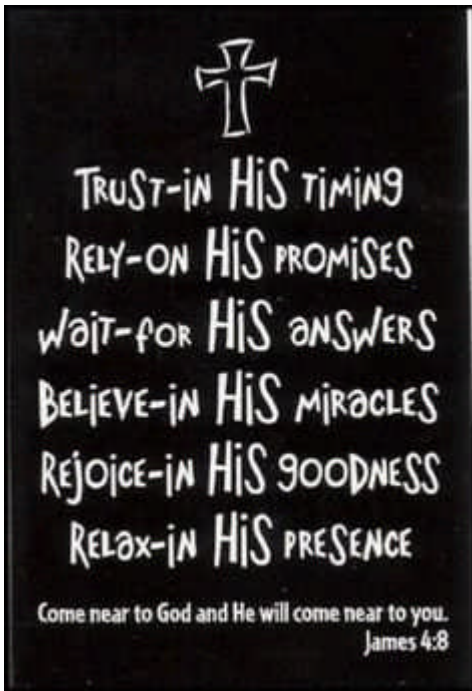 TRUST-iN HiS TiMiNG
RELY-ON HiS PROMiSES
WAiT-FOR HiS ANSWERS
BELiEVE-iN HiS MiRACLES
REJOiCE-iN HiS GOODNESS
RELAX-iN HiS PRESENCE
Come near to God and He will come near to you.
James 4:8